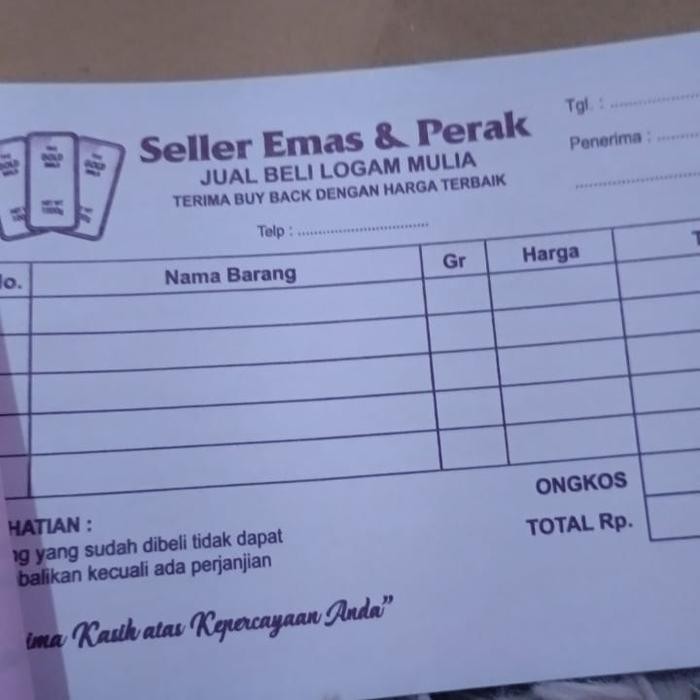 Seller Emas & Perak
JUAL BELI LOGAM MULIA
TERIMA BUY BACK DENGAN HARGA TERBAIK
Telp : ..............................
Tgl. : ..................
Penerima : .........
......................
No. Nama Barang Gr Harga T
ONGKOS
TOTAL Rp.
HATIAN :
ng yang sudah dibeli tidak dapat
balikan kecuali ada perjanjian
ima Kasih atas Kepercayaan Anda"